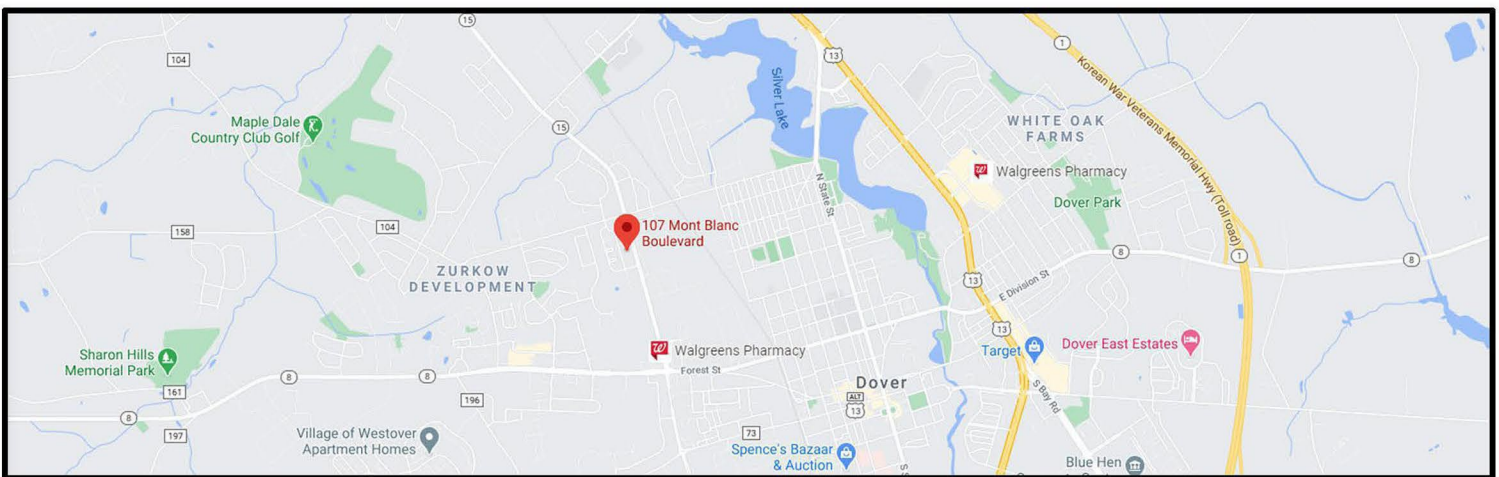 15
104
13
1
Korean War Veterans Memorial Hwy (Toll road)
Silver Lake
Maple Dale
Country Club Golf
15
WHITE OAK
FARMS
Walgreens Pharmacy
N State St
Dover Park
107 Mont Blanc
Boulevard
158
104
8
1
8
ZURKOW
DEVELOPMENT
13
E Division St
13
Sharon Hills
Memorial Park
Walgreens Pharmacy
Target
Dover East Estates
Forest St
8
8
161
196
Dover
ALT
13
S Bay Rd
8
197
Village of Westover
Apartment Homes
73
Spence's Bazaar
& Auction
Blue Hen